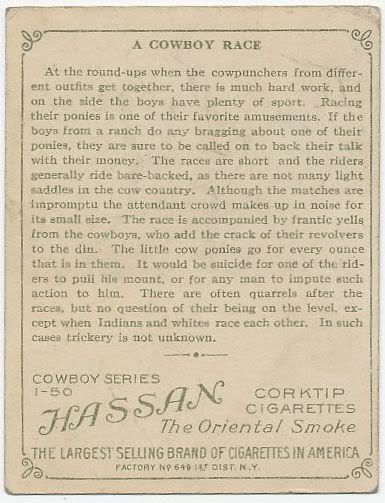 A COWBOY RACE
At the round-ups when the cowpunchers from differ-
ent outfits get together, there is much hard work, and
on the side the boys have plenty of sport. Racing
their ponies is one of their favorite amusements. If the
boys from a ranch do any bragging about one of their
ponies, they are sure to be called on to back their talk
with their money. The races are short and the riders
generally ride bare-backed, as there are not many light
saddles in the cow country. Although the matches are
impromptu the attendant crowd makes up in noise for
its small size. The race is accompanied by frantic yells
from the cowboys, who add the crack of their revolvers
to the din. The little cow ponies go for every ounce
that is in them. It would be suicide for one of the rid-
ers to pull his mount, or for any man to impute such
action to him. There are often quarrels after the
races, but no question of their being on the level, ex-
cept when Indians and whites race each other. In such
cases trickery is not unknown.
COWBOY SERIES
1-50
HASSAN
CORKTIP
CIGARETTES
The Oriental Smoke
THE LARGEST SELLING BRAND OF CIGARETTES IN AMERICA
FACTORY No 649 1st DIST. N.Y.